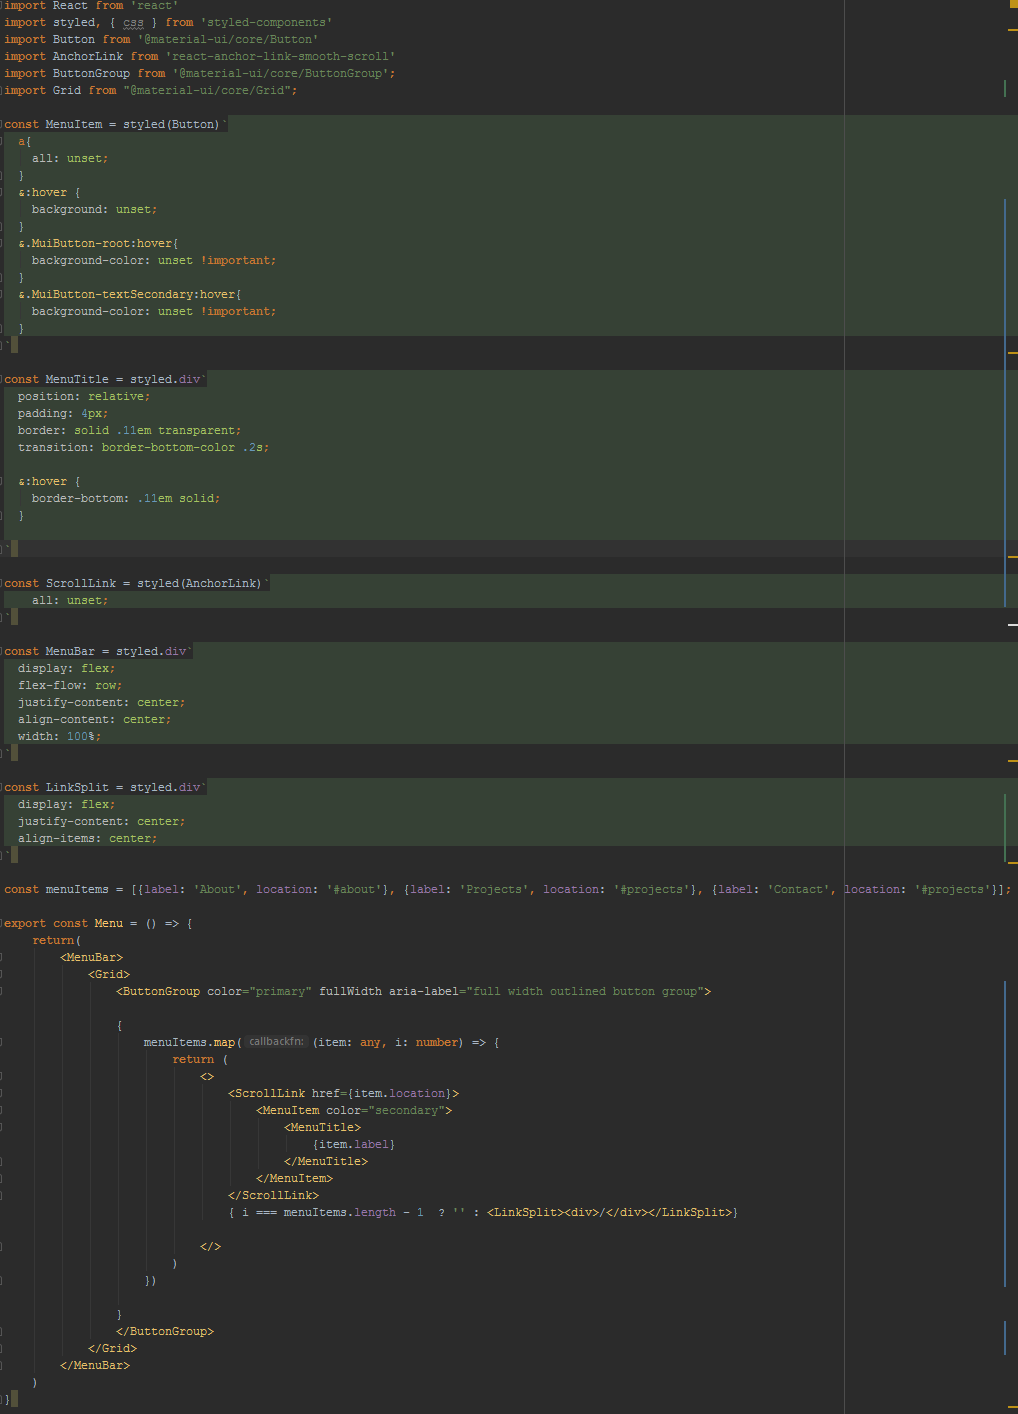 import React from 'react'
import styled, { css } from 'styled-components'
import Button from '@material-ui/core/Button'
import AnchorLink from 'react-anchor-link-smooth-scroll'
import ButtonGroup from '@material-ui/core/ButtonGroup';
import Grid from "@material-ui/core/Grid";

const MenuItem = styled(Button)`
  a{
    all: unset;
  }
  &:hover {
    background: unset;
  }
  &.MuiButton-root:hover{
    background-color: unset !important;
  }
  &.MuiButton-textSecondary:hover{
    background-color: unset !important;
  }
`

const MenuTitle = styled.div`
  position: relative;
  padding: 4px;
  border: solid .11em transparent;
  transition: border-bottom-color .2s;

  &:hover {
    border-bottom: .11em solid;
  }

`

const ScrollLink = styled(AnchorLink)`
    all: unset;
`

const MenuBar = styled.div`
  display: flex;
  flex-flow: row;
  justify-content: center;
  align-content: center;
  width: 100%;
`

const LinkSplit = styled.div`
  display: flex;
  justify-content: center;
  align-items: center;
`

const menuItems = [{label: 'About', location: '#about'}, {label: 'Projects', location: '#projects'}, {label: 'Contact', location: '#projects'}];

export const Menu = () => {
    return(
        <MenuBar>
            <Grid>
                <ButtonGroup color="primary" fullWidth aria-label="full width outlined button group">

                {
                    menuItems.map( callbackfn: (item: any, i: number) => {
                        return (
                            <>
                                <ScrollLink href={item.location}>
                                    <MenuItem color="secondary">
                                        <MenuTitle>
                                            {item.label}
                                        </MenuTitle>
                                    </MenuItem>
                                </ScrollLink>
                                { i === menuItems.length - 1  ? '' : <LinkSplit><div>/</div></LinkSplit>}

                            </>
                        )
                    })

                }
                </ButtonGroup>
            </Grid>
        </MenuBar>
    )
}